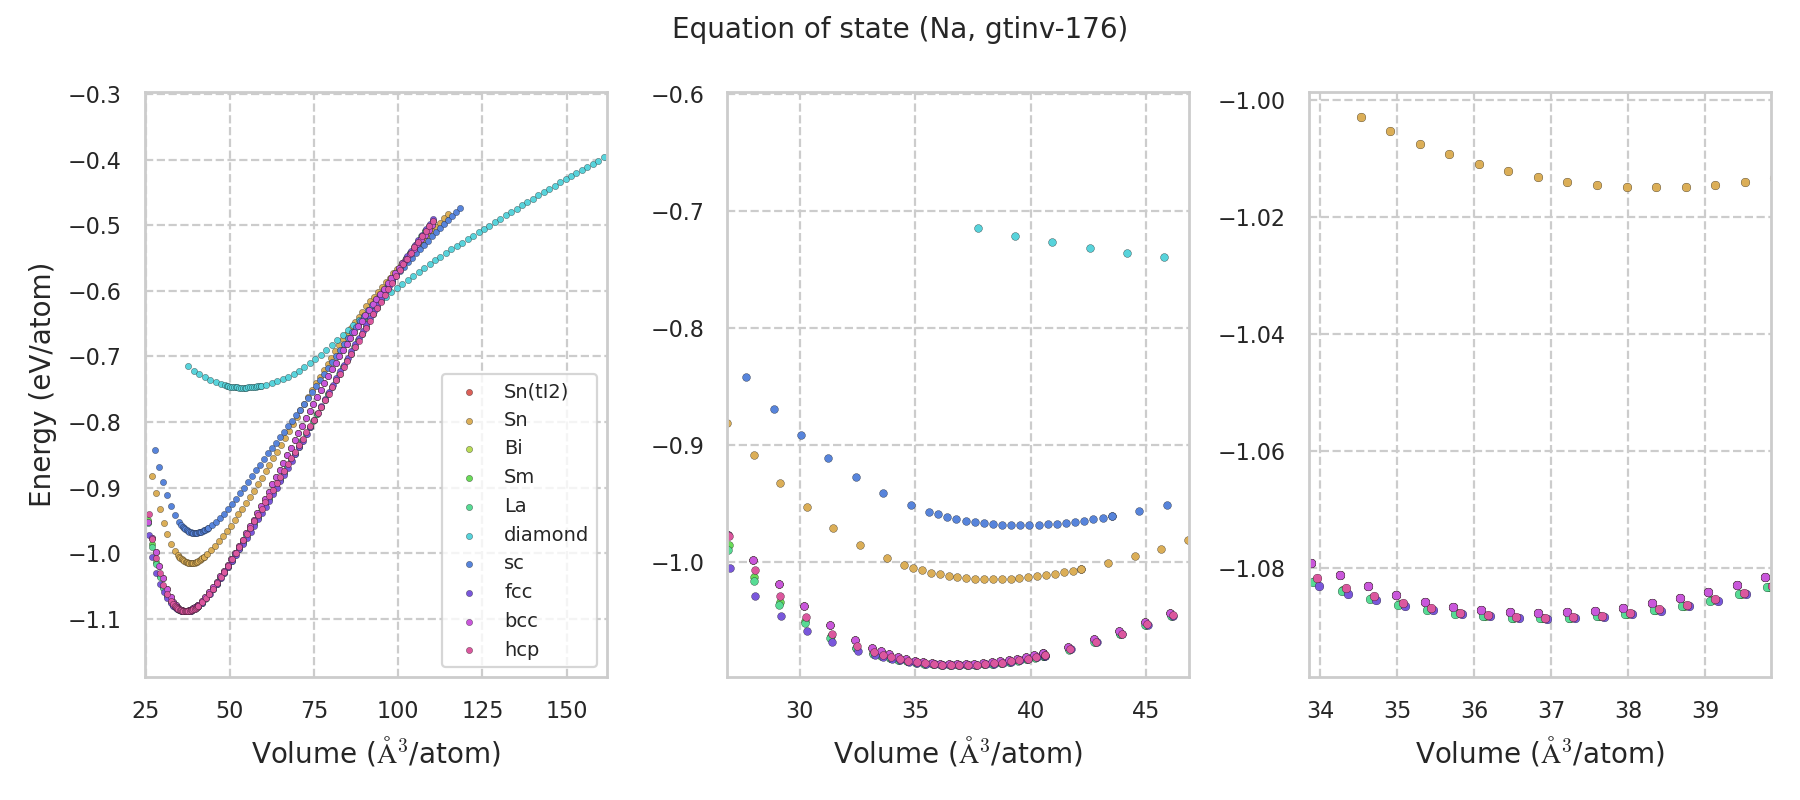 Equation of state (Na, gtinv-176)
Energy (eV/atom)
−0.3
−0.4
−0.5
−0.6
−0.7
−0.8
−0.9
−1.0
−1.1
25 50 75 100 125 150
Volume (Å³/atom)
Sn(tI2)
Sn
Bi
Sm
La
diamond
sc
fcc
bcc
hcp
−0.6
−0.7
−0.8
−0.9
−1.0
30 35 40 45
Volume (Å³/atom)
−1.00
−1.02
−1.04
−1.06
−1.08
34 35 36 37 38 39
Volume (Å³/atom)